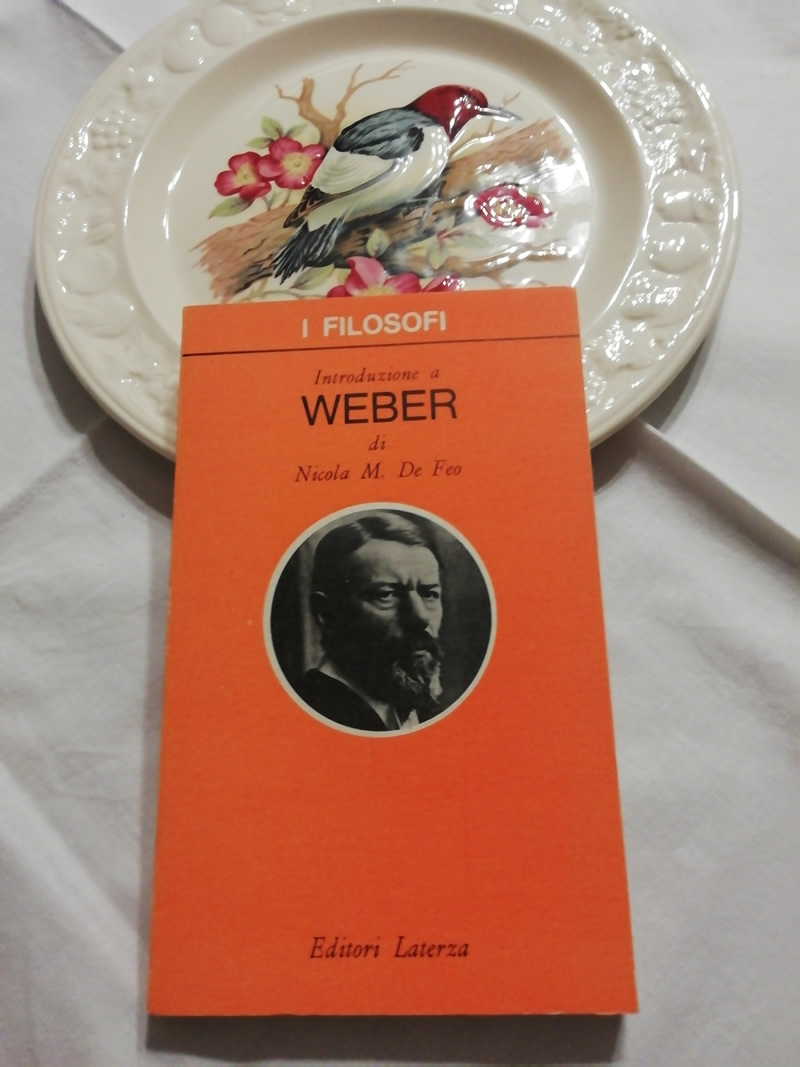 I FILOSOFI
Introduzione a
WEBER
di
Nicola M. De Feo
Editori Laterza